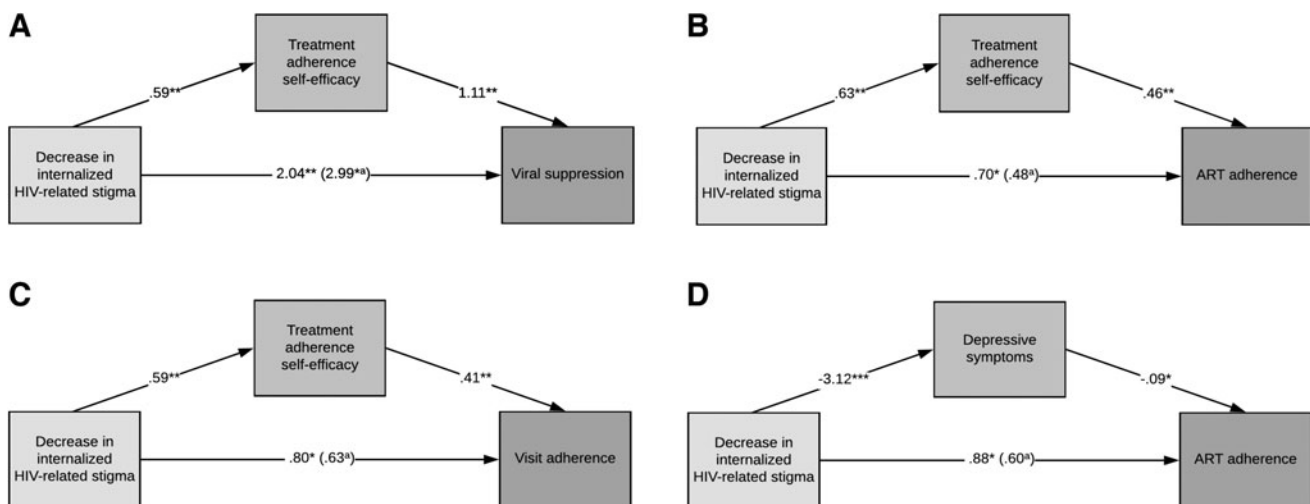 A
Treatment
adherence
self-efficacy
.59**
1.11**
Decrease in
internalized
HIV-related stigma
2.04** (2.99*ᵃ)
Viral suppression
B
Treatment
adherence
self-efficacy
.63**
.46**
Decrease in
internalized
HIV-related stigma
.70* (.48ᵃ)
ART adherence
C
Treatment
adherence
self-efficacy
.59**
.41**
Decrease in
internalized
HIV-related stigma
.80* (.63ᵃ)
Visit adherence
D
Depressive
symptoms
-3.12***
-.09*
Decrease in
internalized
HIV-related stigma
.88* (.60ᵃ)
ART adherence